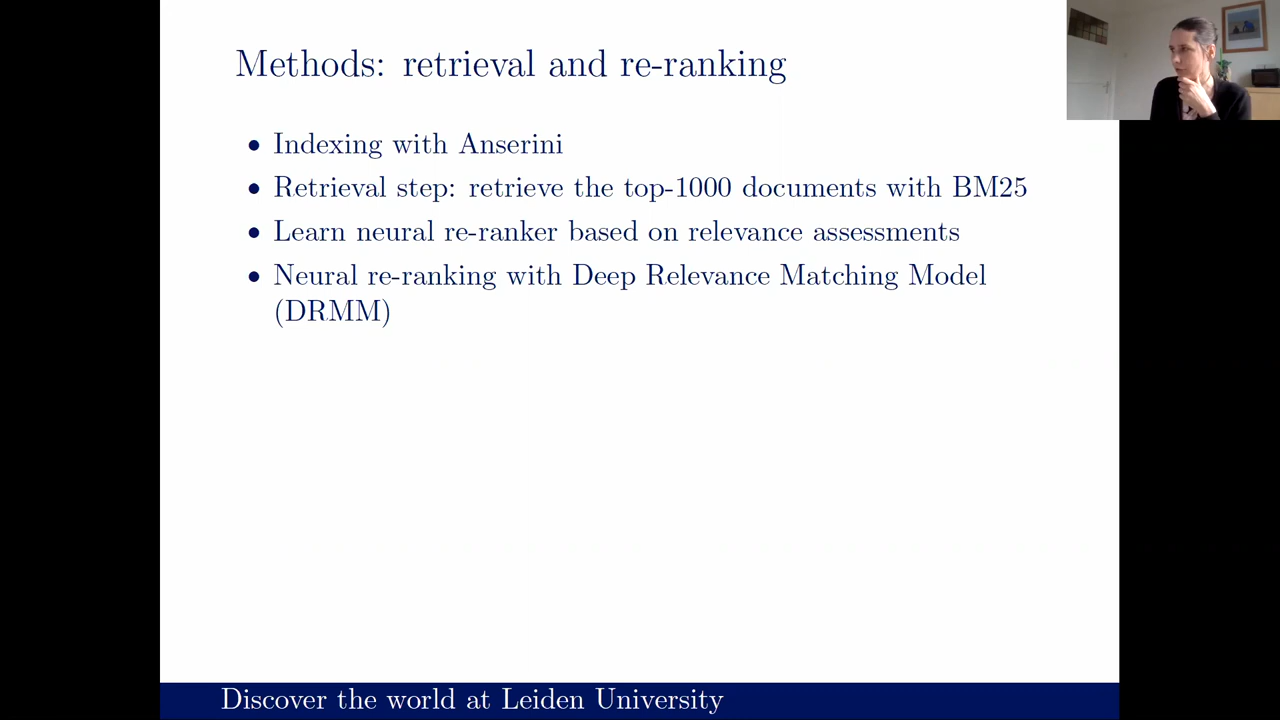 Methods: retrieval and re-ranking
• Indexing with Anserini
• Retrieval step: retrieve the top-1000 documents with BM25
• Learn neural re-ranker based on relevance assessments
• Neural re-ranking with Deep Relevance Matching Model
(DRMM)
Discover the world at Leiden University